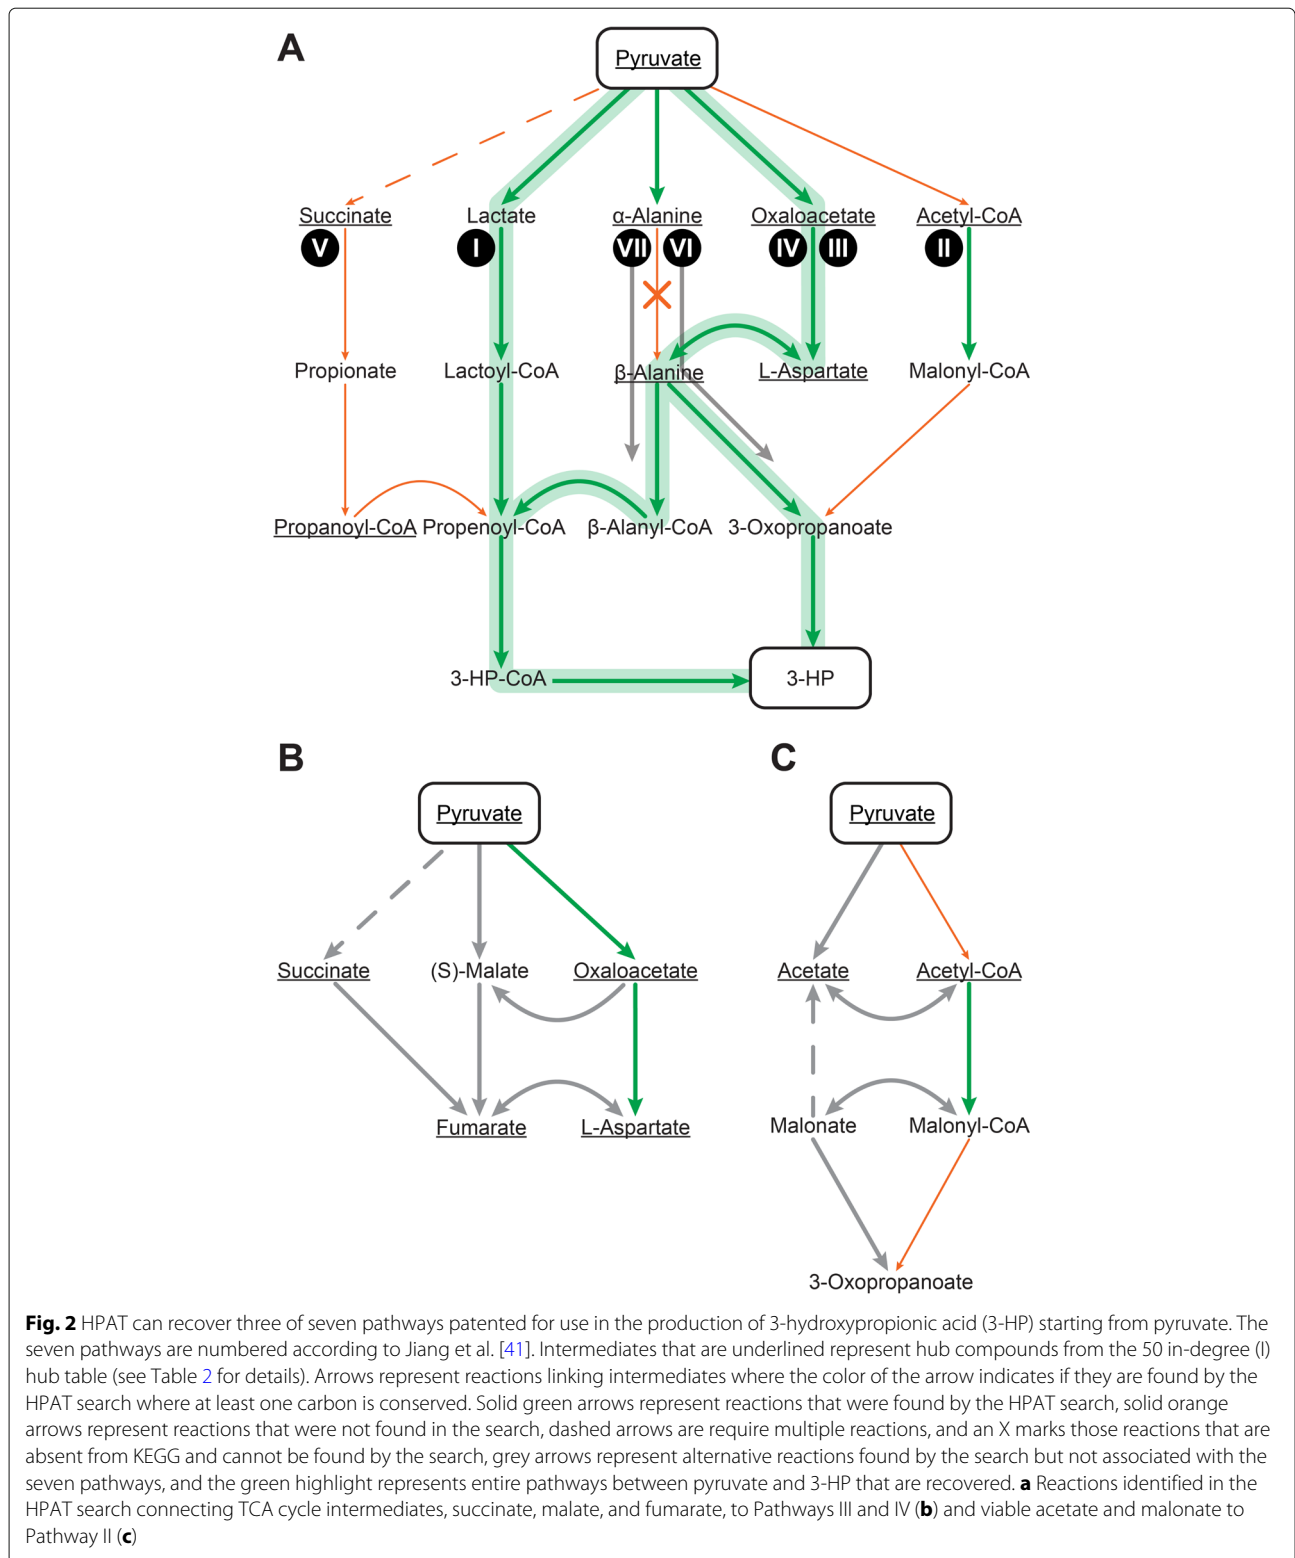 A
Pyruvate
Succinate Lactate α-Alanine Oxaloacetate Acetyl-CoA
V I VII VI IV III II
Propionate Lactoyl-CoA β-Alanine L-Aspartate Malonyl-CoA
Propanoyl-CoA Propenoyl-CoA β-Alanyl-CoA 3-Oxopropanoate
3-HP-CoA 3-HP
B
Pyruvate
Succinate (S)-Malate Oxaloacetate
Fumarate L-Aspartate
C
Pyruvate
Acetate Acetyl-CoA
Malonate Malonyl-CoA
3-Oxopropanoate
Fig. 2 HPAT can recover three of seven pathways patented for use in the production of 3-hydroxypropionic acid (3-HP) starting from pyruvate. The
seven pathways are numbered according to Jiang et al. [41]. Intermediates that are underlined represent hub compounds from the 50 in-degree (I)
hub table (see Table 2 for details). Arrows represent reactions linking intermediates where the color of the arrow indicates if they are found by the
HPAT search where at least one carbon is conserved. Solid green arrows represent reactions that were found by the HPAT search, solid orange
arrows represent reactions that were not found in the search, dashed arrows are require multiple reactions, and an X marks those reactions that are
absent from KEGG and cannot be found by the search, grey arrows represent alternative reactions found by the search but not associated with the
seven pathways, and the green highlight represents entire pathways between pyruvate and 3-HP that are recovered. a Reactions identified in the
HPAT search connecting TCA cycle intermediates, succinate, malate, and fumarate, to Pathways III and IV (b) and viable acetate and malonate to
Pathway II (c)